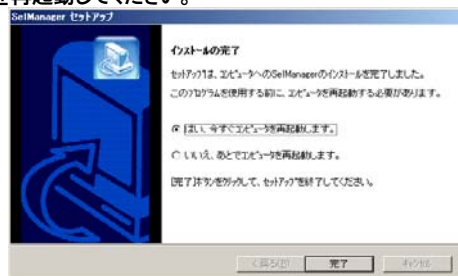 を再起動してください。
SelManager セットアップ
インストールの完了
セットアップは、コンピュータへのSelManagerのインストールを完了しました。
このプログラムを使用する前に、コンピュータを再起動する必要があります。
はい、今すぐコンピュータを再起動します。
いいえ、あとでコンピュータを再起動します。
[完了]ボタンをクリックして、セットアップを終了してください。
< 戻る(B)
完了
キャンセル